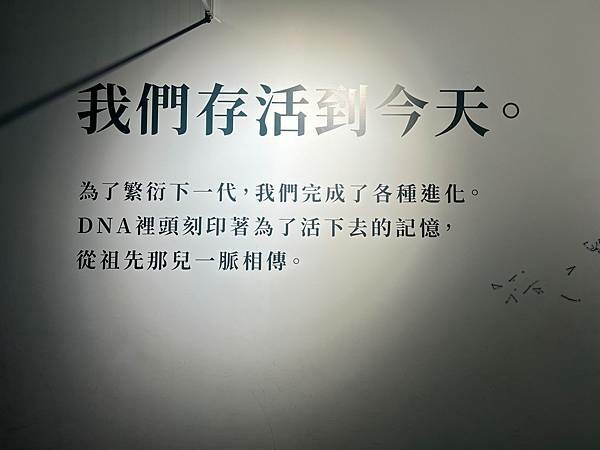 我們存活到今天。
為了繁衍下一代，我們完成了各種進化。
DNA裡頭刻印著為了活下去的記憶，
從祖先那兒一脈相傳。